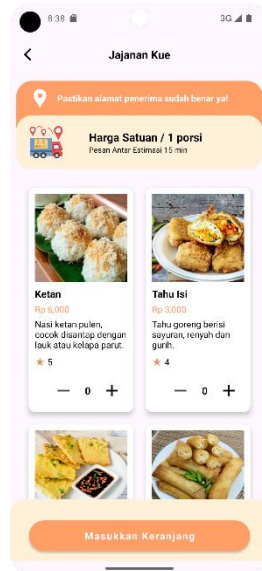 8:38
3G
Jajanan Kue
Pastikan alamat penerima sudah benar ya!
Harga Satuan / 1 porsi
Pesan Antar Estimasi 15 min
Ketan
Rp 6,000
Nasi ketan pulen,
cocok disantap dengan
lauk atau kelapa parut.
★ 5
— 0 +
Tahu Isi
Rp 3,000
Tahu goreng berisi
sayuran, renyah dan
gurih.
★ 4
— 0 +
Masukkan Keranjang